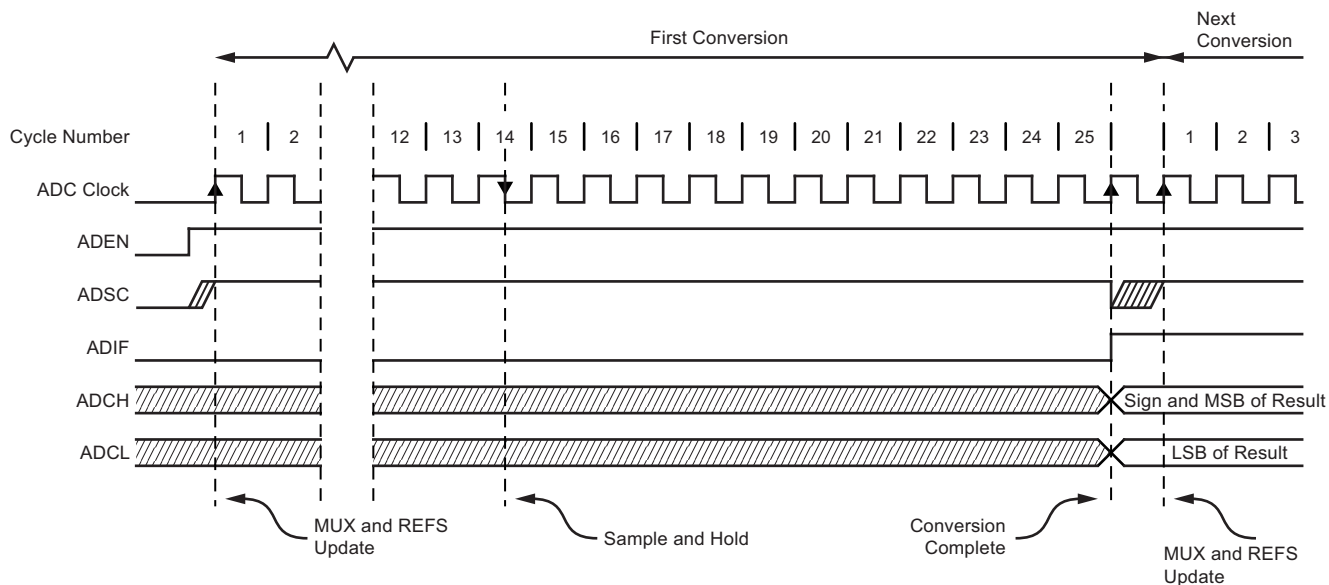 First Conversion
Next
Conversion
Cycle Number 1 2 12 13 14 15 16 17 18 19 20 21 22 23 24 25 1 2 3
ADC Clock
ADEN
ADSC
ADIF
ADCH Sign and MSB of Result
ADCL LSB of Result
MUX and REFS
Update
Sample and Hold
Conversion
Complete
MUX and REFS
Update